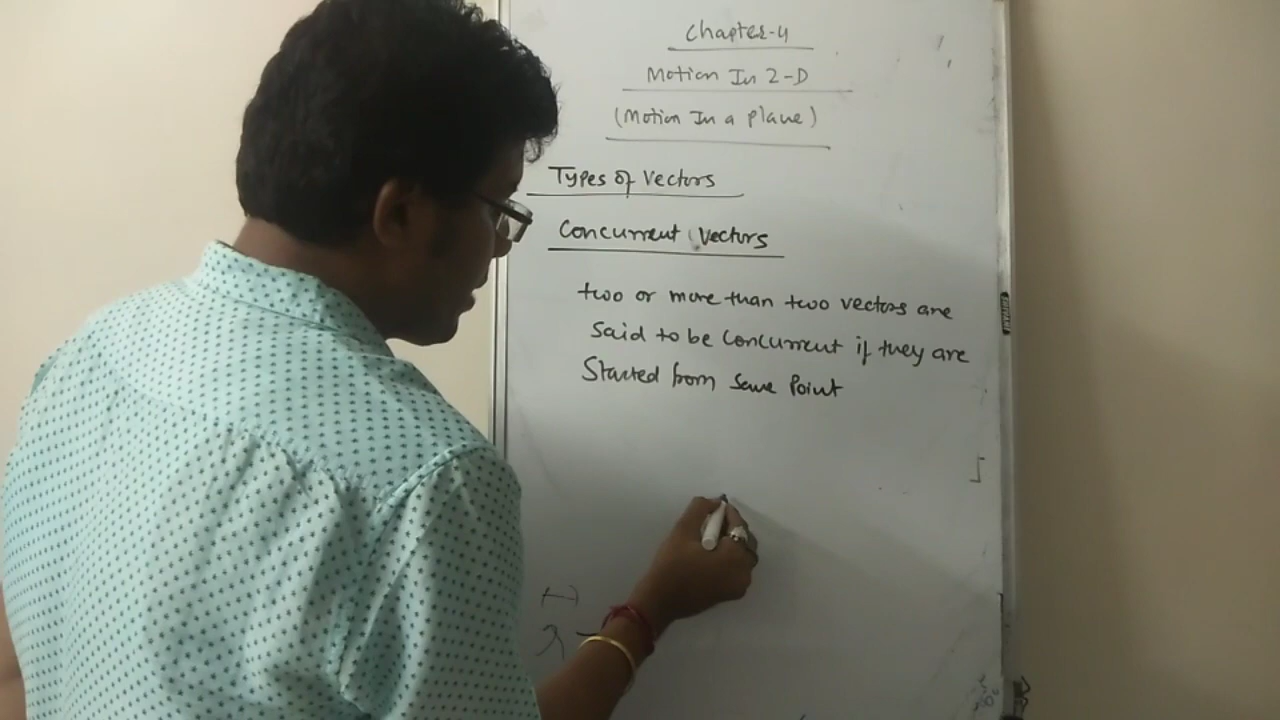 Chapter-4
Motion In 2-D
(Motion In a plane)
Types of Vectors
Concurrent Vectors
two or more than two vectors are
said to be concurrent if they are
Started from same Point